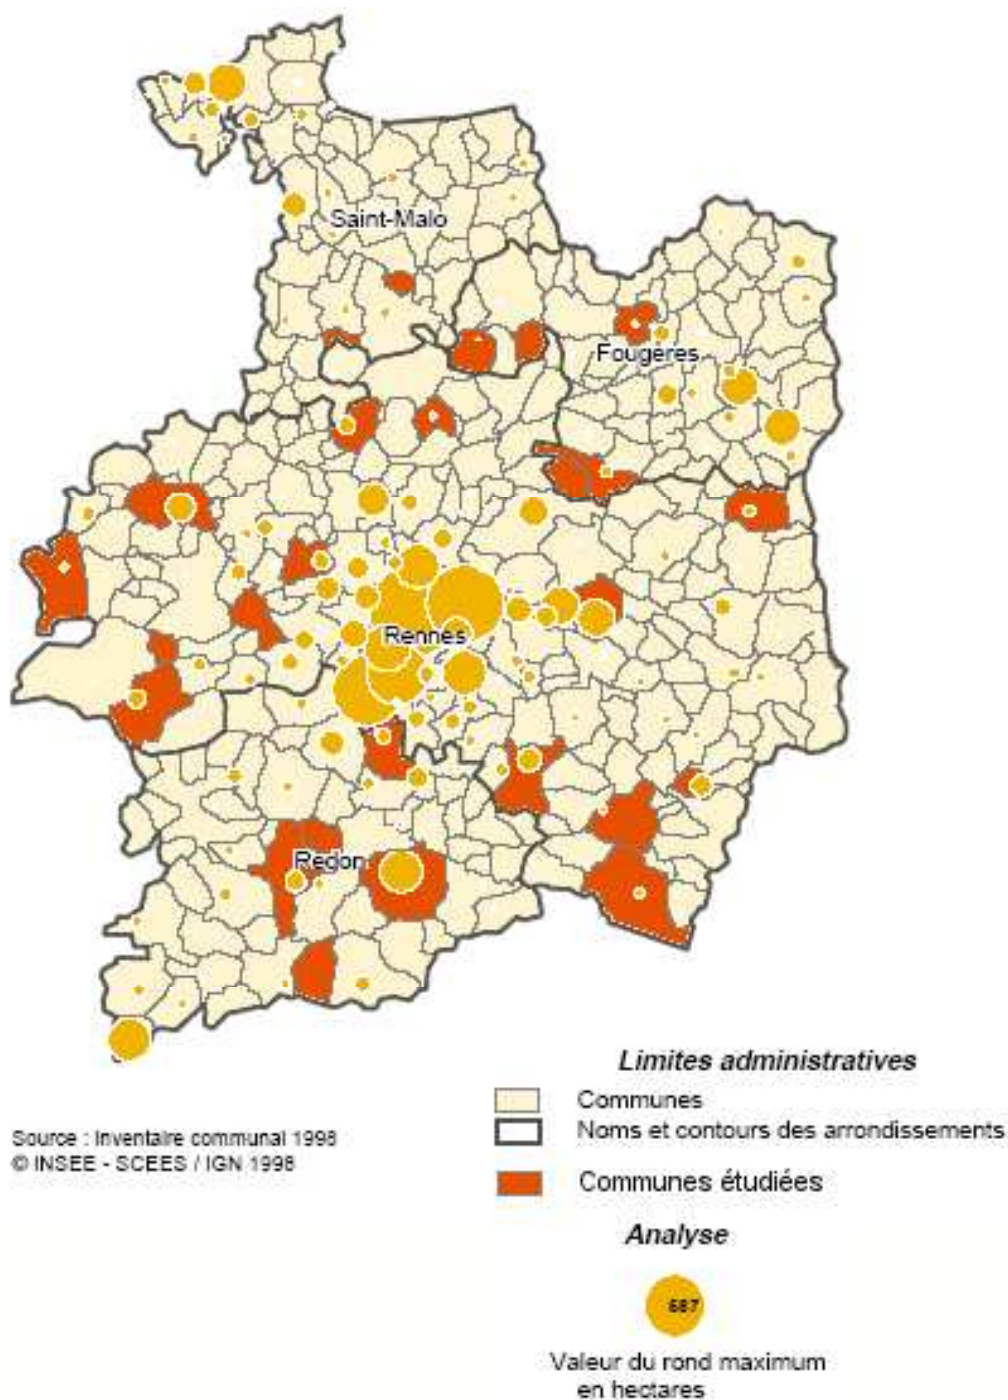 Saint-Malo
Fougères
Rennes
Redon
Limites administratives
Communes
Noms et contours des arrondissements
Source : Inventaire communal 1998
© INSEE - SCEES / IGN 1998
Communes étudiées
Analyse
687
Valeur du rond maximum
en hectares